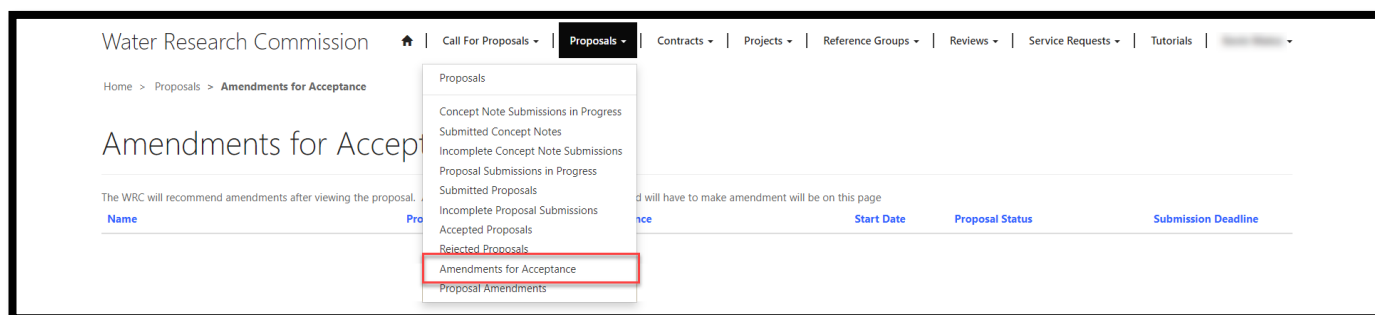 Water Research Commission
Call For Proposals
Proposals
Contracts
Projects
Reference Groups
Reviews
Service Requests
Tutorials
Home > Proposals > Amendments for Acceptance
Proposals
Concept Note Submissions in Progress
Submitted Concept Notes
Incomplete Concept Note Submissions
Proposal Submissions in Progress
Submitted Proposals
Incomplete Proposal Submissions
Accepted Proposals
Rejected Proposals
Amendments for Acceptance
Proposal Amendments
Amendments for Accept
The WRC will recommend amendments after viewing the proposal.
will have to make amendment will be on this page
Name
Start Date
Proposal Status
Submission Deadline